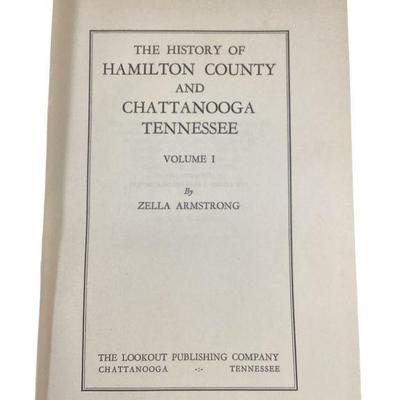 THE HISTORY OF
HAMILTON COUNTY
AND
CHATTANOOGA
TENNESSEE
VOLUME I
By
ZELLA ARMSTRONG
THE LOOKOUT PUBLISHING COMPANY
CHATTANOOGA -:- TENNESSEE